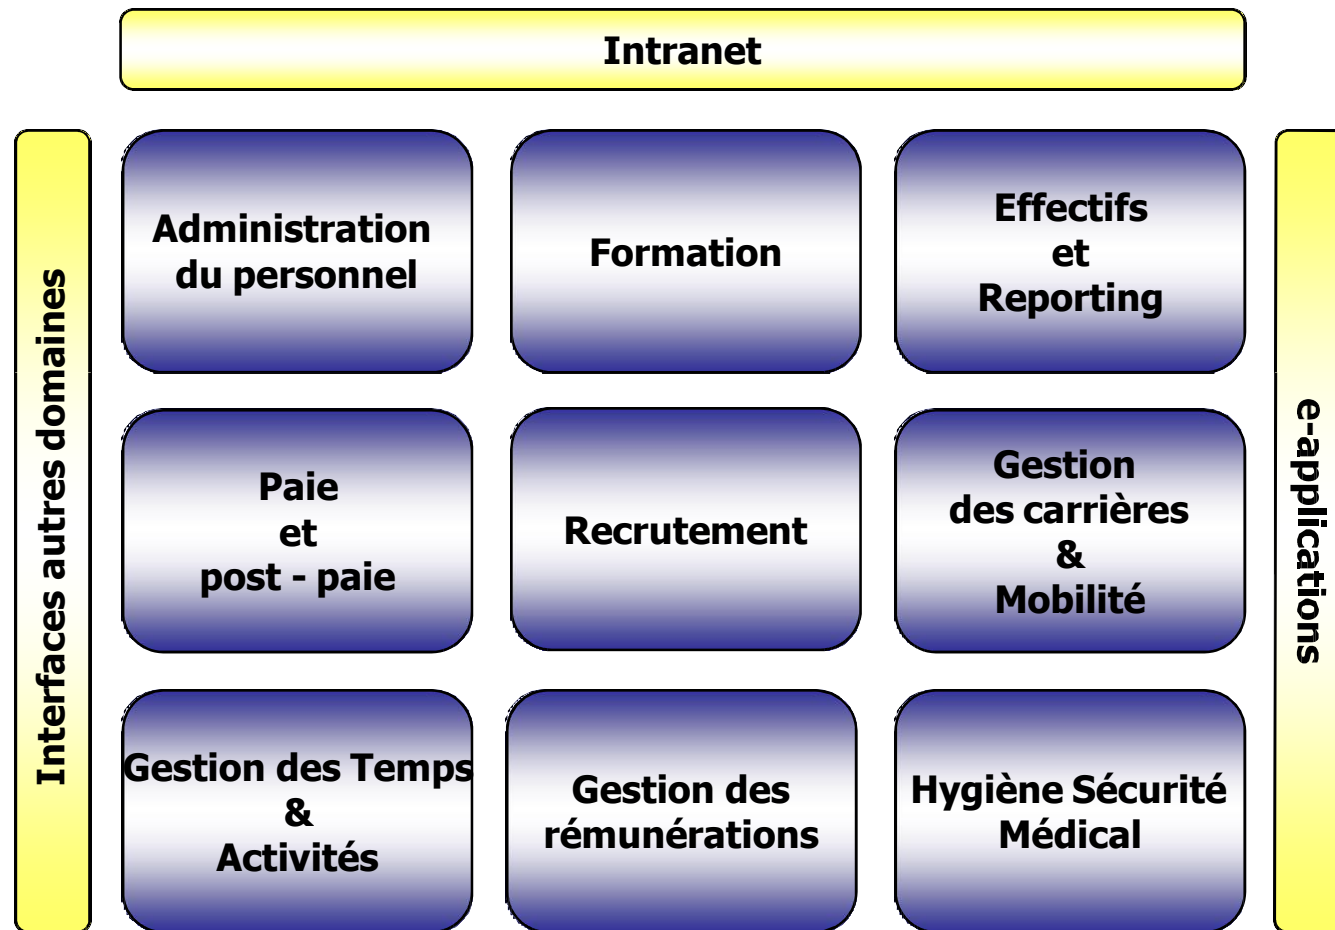 Intranet
Interfaces autres domaines
Administration
du personnel
Formation
Effectifs
et
Reporting
Paie
et
post - paie
Recrutement
Gestion
des carrières
&
Mobilité
Gestion des Temps
&
Activités
Gestion des
rémunérations
Hygiène Sécurité
Médical
e-applications